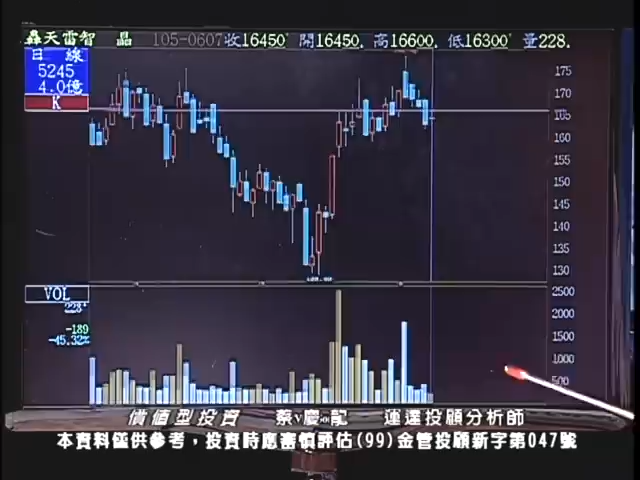 智晶 105-0607收16450 開16450. 高16600. 低16300 量228.
日 線
5245
4.0億
K
175
170
165
160
155
150
145
140
135
130
VOL
228
-189
-45.32%
2500
2000
1500
1000
500
價值型投資 蔡慶龍 運達投顧分析師
本資料僅供參考，投資時應審慎評估(99)金管投顧新字第047號